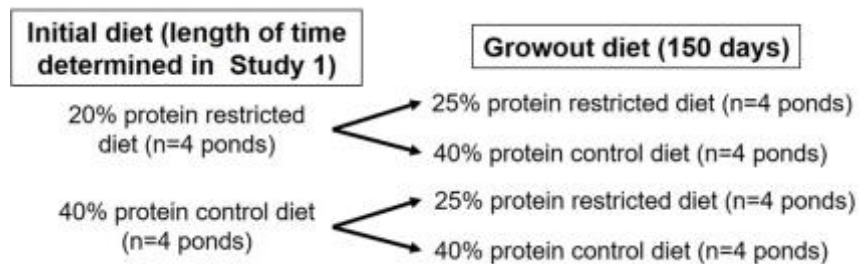 Initial diet (length of time
determined in  Study 1)
Growout diet (150 days)
20% protein restricted
diet (n=4 ponds)
25% protein restricted diet (n=4 ponds)
40% protein control diet (n=4 ponds)
40% protein control diet
(n=4 ponds)
25% protein restricted diet (n=4 ponds)
40% protein control diet (n=4 ponds)